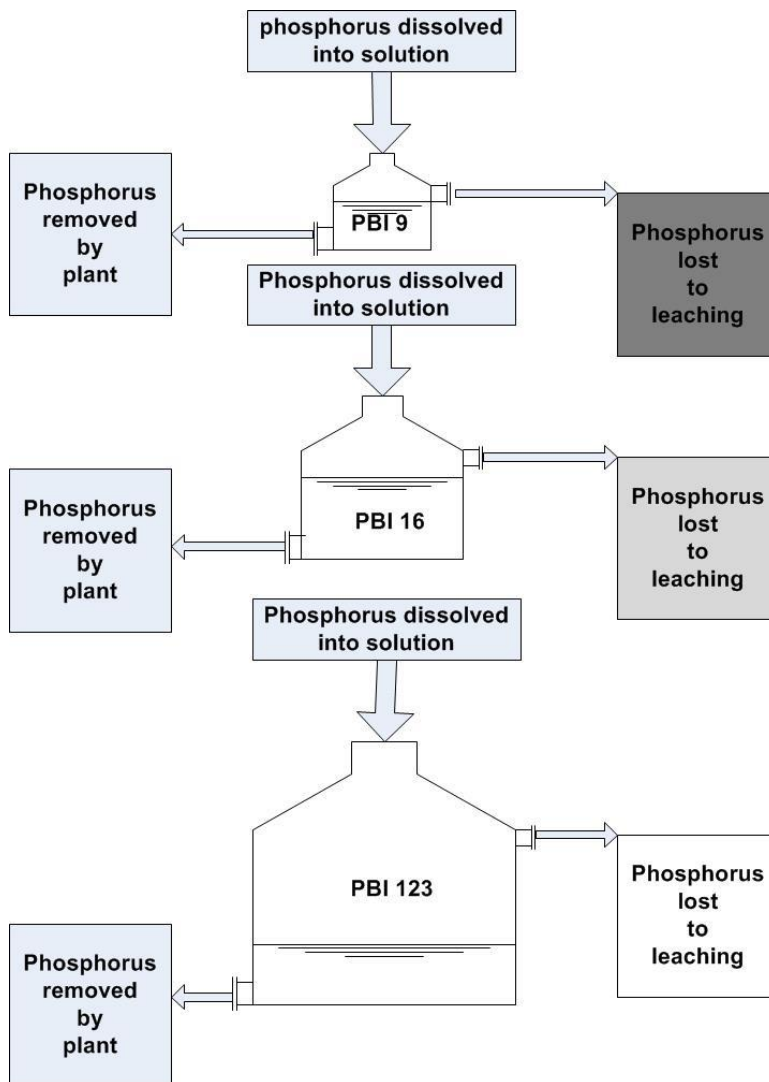 phosphorus dissolved
into solution
Phosphorus
removed
by
plant
PBI 9
Phosphorus
lost
to
leaching
Phosphorus dissolved
into solution
Phosphorus
removed
by
plant
PBI 16
Phosphorus
lost
to
leaching
Phosphorus dissolved
into solution
PBI 123
Phosphorus
lost
to
leaching
Phosphorus
removed
by
plant